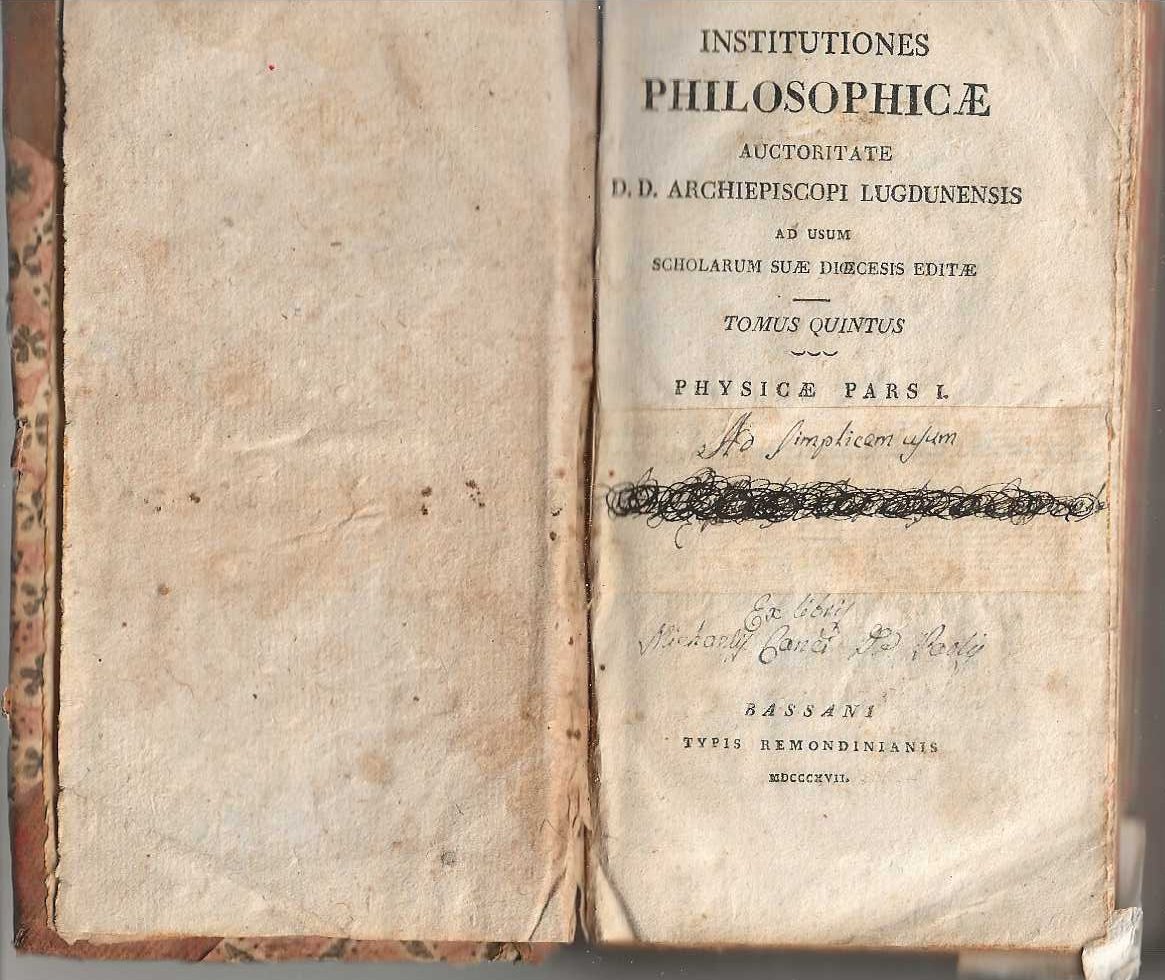 INSTITUTIONES
PHILOSOPHICÆ
AUCTORITATE
D. D. ARCHIEPISCOPI LUGDUNENSIS
AD USUM
SCHOLARUM SUÆ DIŒCESIS EDITÆ
TOMUS QUINTUS
PHYSICÆ PARS I.
Ad simplicem usum
Ex libris
Michaelis
BASSANI
TYPIS REMONDINIANIS
MDCCCXVII.